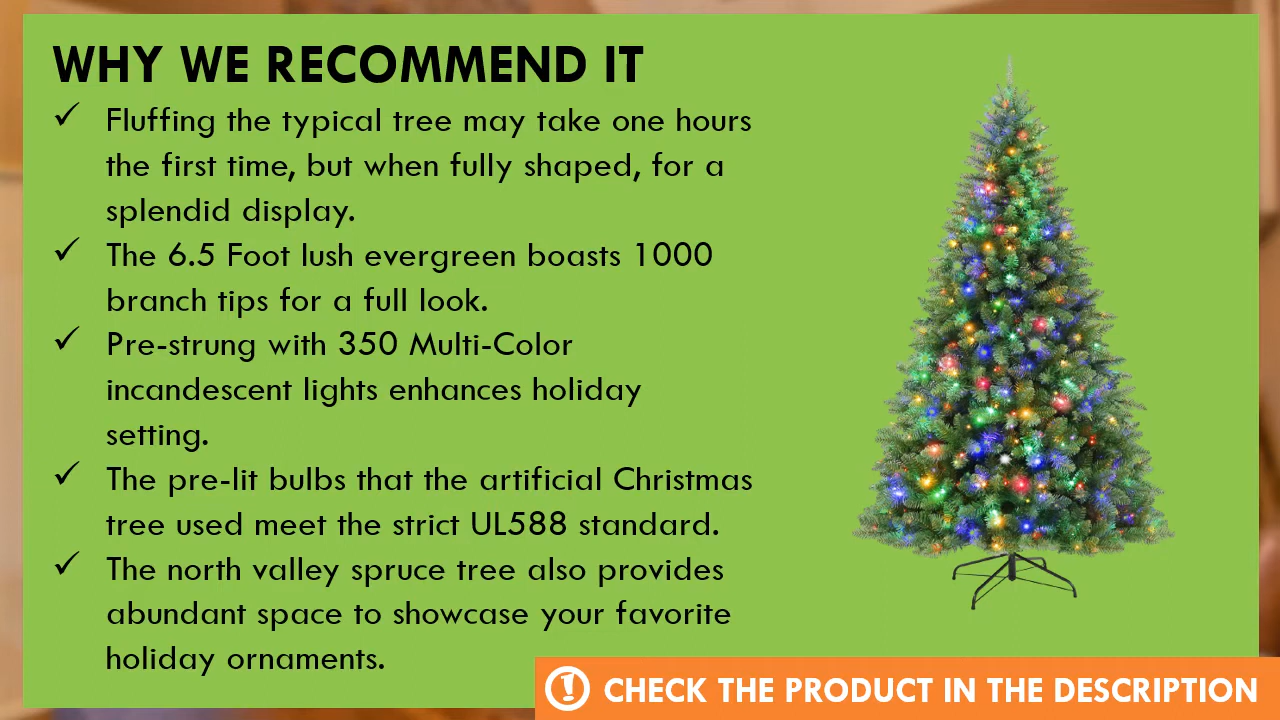 WHY WE RECOMMEND IT
✓ Fluffing the typical tree may take one hours
the first time, but when fully shaped, for a
splendid display.
✓ The 6.5 Foot lush evergreen boasts 1000
branch tips for a full look.
✓ Pre-strung with 350 Multi-Color
incandescent lights enhances holiday
setting.
✓ The pre-lit bulbs that the artificial Christmas
tree used meet the strict UL588 standard.
✓ The north valley spruce tree also provides
abundant space to showcase your favorite
holiday ornaments.
! CHECK THE PRODUCT IN THE DESCRIPTION